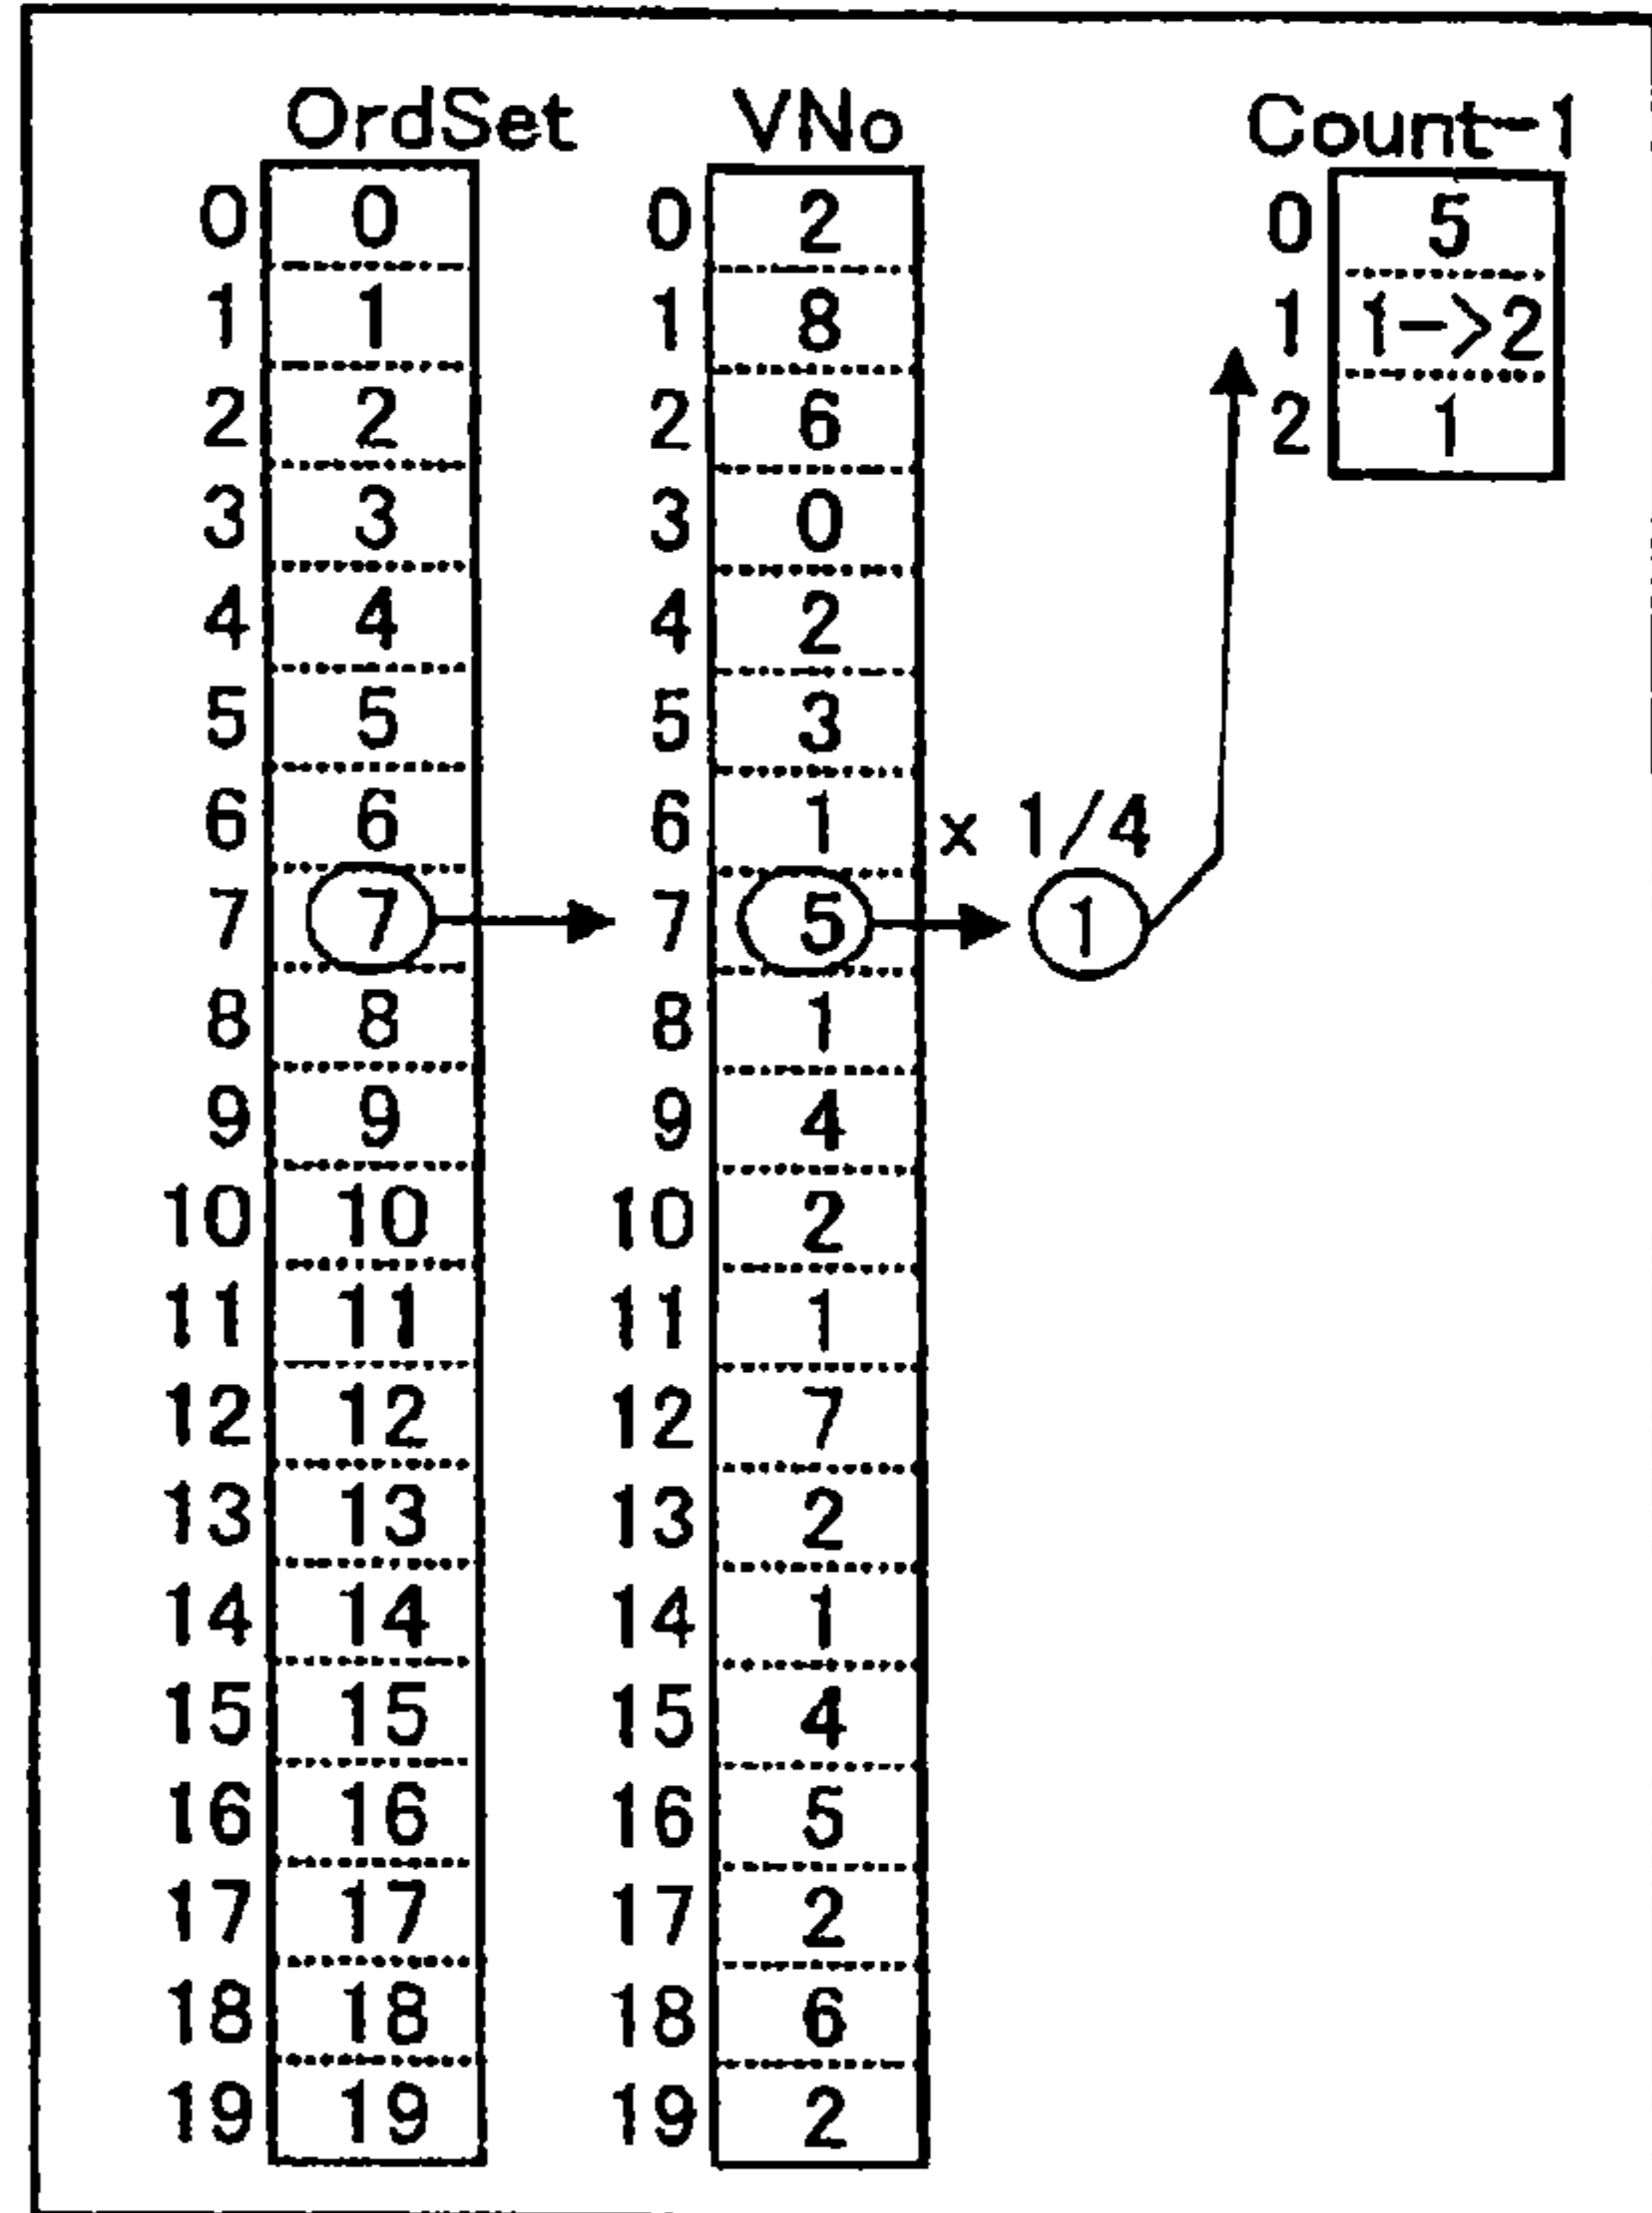 OrdSet VNo Count-1
0 0 0 2 0 5
1 1 1 8 1 1->2
2 2 2 6 2 1
3 3 3 0
4 4 4 2
5 5 5 3
6 6 6 1 x 1/4
7 7 7 5 1
8 8 8 1
9 9 9 4
10 10 10 2
11 11 11 1
12 12 12 7
13 13 13 2
14 14 14 1
15 15 15 4
16 16 16 5
17 17 17 2
18 18 18 6
19 19 19 2